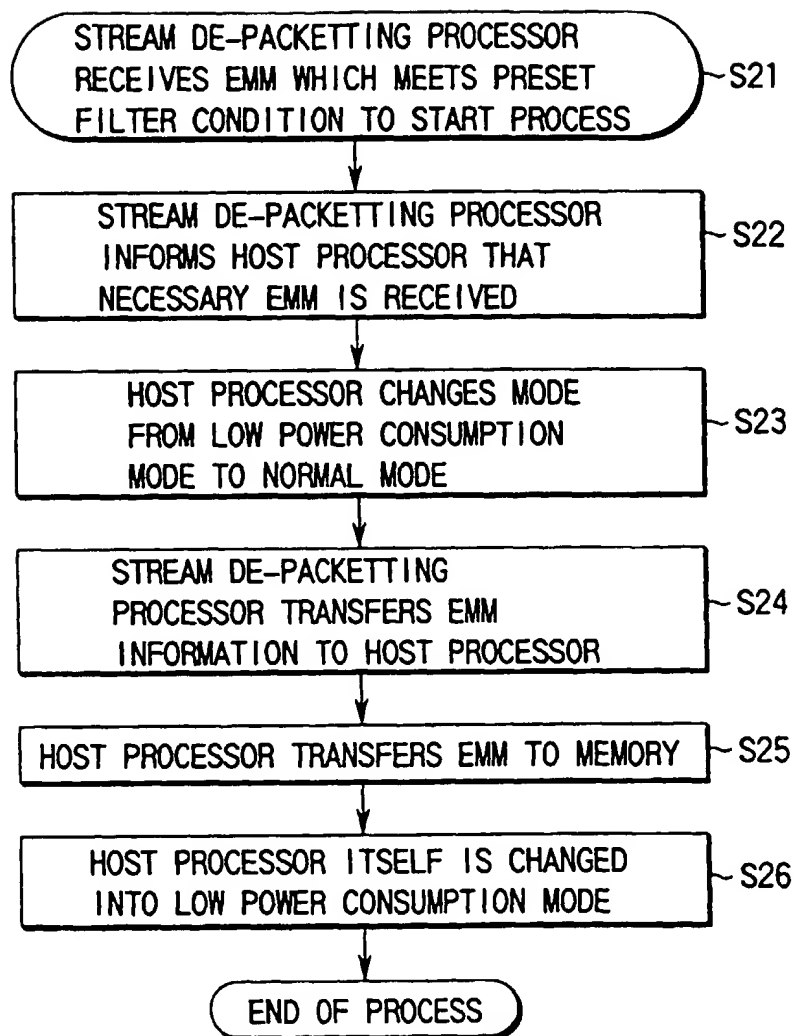 STREAM DE-PACKETTING PROCESSOR
RECEIVES EMM WHICH MEETS PRESET
FILTER CONDITION TO START PROCESS
S21
STREAM DE-PACKETTING PROCESSOR
INFORMS HOST PROCESSOR THAT
NECESSARY EMM IS RECEIVED
S22
HOST PROCESSOR CHANGES MODE
FROM LOW POWER CONSUMPTION
MODE TO NORMAL MODE
S23
STREAM DE-PACKETTING
PROCESSOR TRANSFERS EMM
INFORMATION TO HOST PROCESSOR
S24
HOST PROCESSOR TRANSFERS EMM TO MEMORY
S25
HOST PROCESSOR ITSELF IS CHANGED
INTO LOW POWER CONSUMPTION MODE
S26
END OF PROCESS